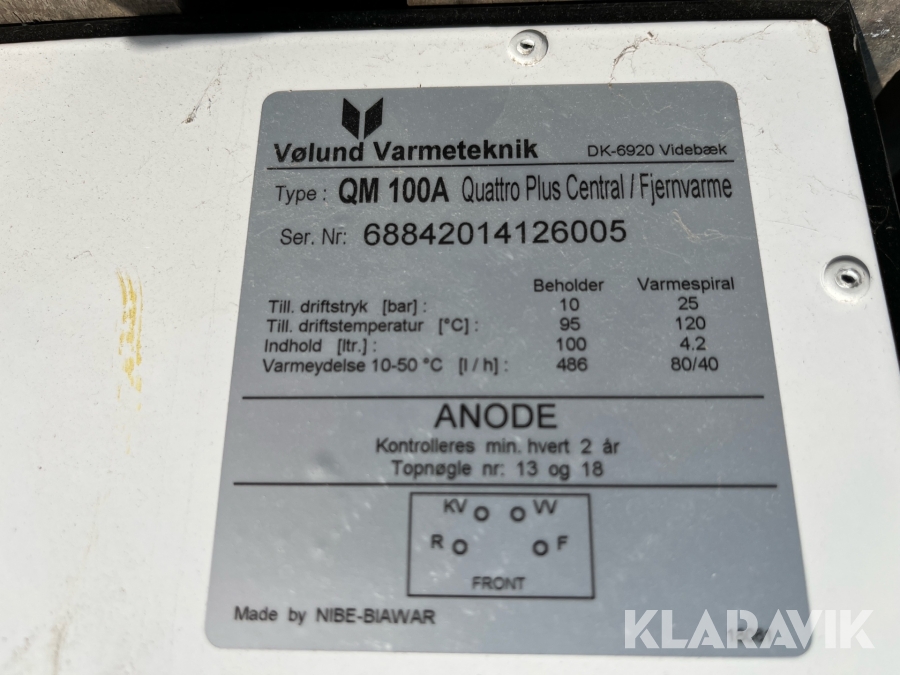 Vølund Varmeteknik DK-6920 Videbæk
Type : QM 100A Quattro Plus Central / Fjernvarme
Ser. Nr: 68842014126005
Beholder Varmespiral
Till. driftstryk [bar] : 10 25
Till. driftstemperatur [°C] : 95 120
Indhold [ltr.] : 100 4.2
Varmeydelse 10-50 °C [l / h] : 486 80/40
ANODE
Kontrolleres min. hvert 2 år
Topnøgle nr: 13 og 18
KV VV
R F
FRONT
Made by NIBE-BIAWAR
KLARAVIK